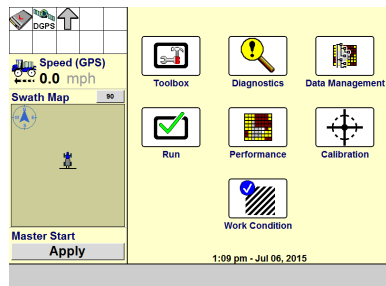 DGPS
Speed (GPS)
0.0 mph
Swath Map 90
Master Start
Apply
Toolbox Diagnostics Data Management
Run Performance Calibration
Work Condition
1:09 pm - Jul 06, 2015